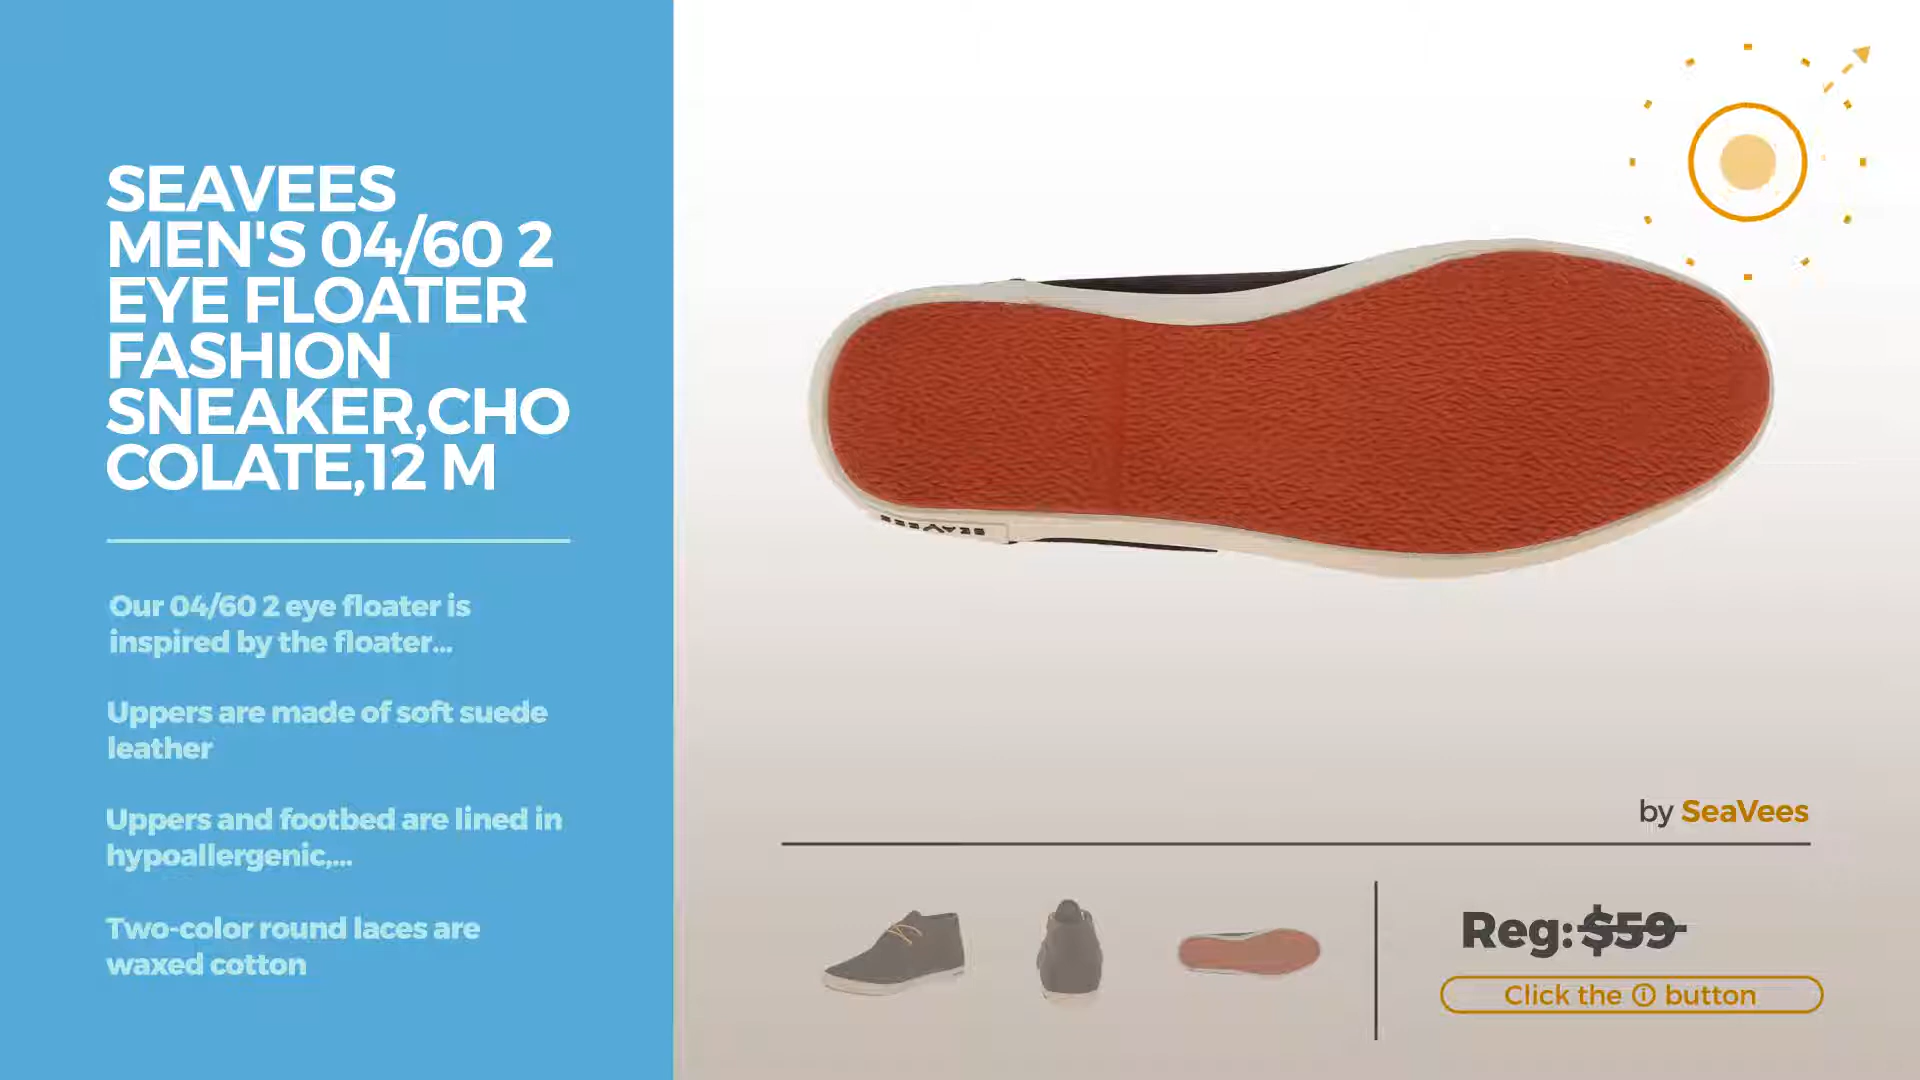 SEAVEES
MEN'S 04/60 2
EYE FLOATER
FASHION
SNEAKER,CHO
COLATE,12 M
Our 04/60 2 eye floater is
inspired by the floater...
Uppers are made of soft suede
leather
Uppers and footbed are lined in
hypoallergenic,...
Two-color round laces are
waxed cotton
SEAVEES
by SeaVees
Reg: $59
Click the ⓘ button